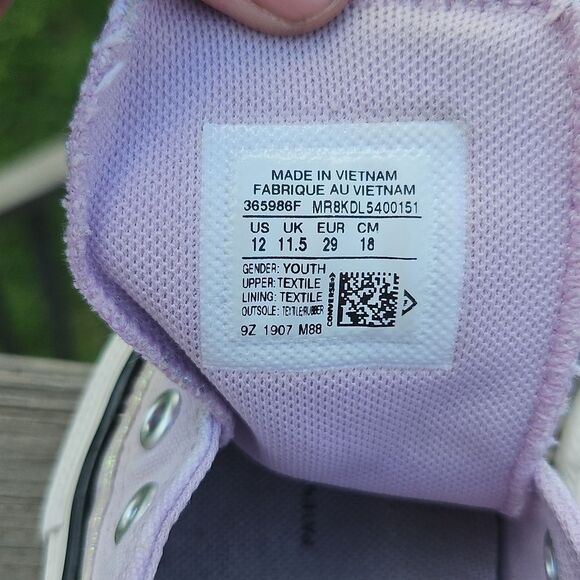 MADE IN VIETNAM
FABRIQUE AU VIETNAM
365986F MR8KDL5400151
US UK EUR CM
12 11.5 29 18
GENDER: YOUTH
UPPER: TEXTILE
LINING: TEXTILE
OUTSOLE: TEXTILE/RUBBER
CONVERSE
9Z 1907 M88